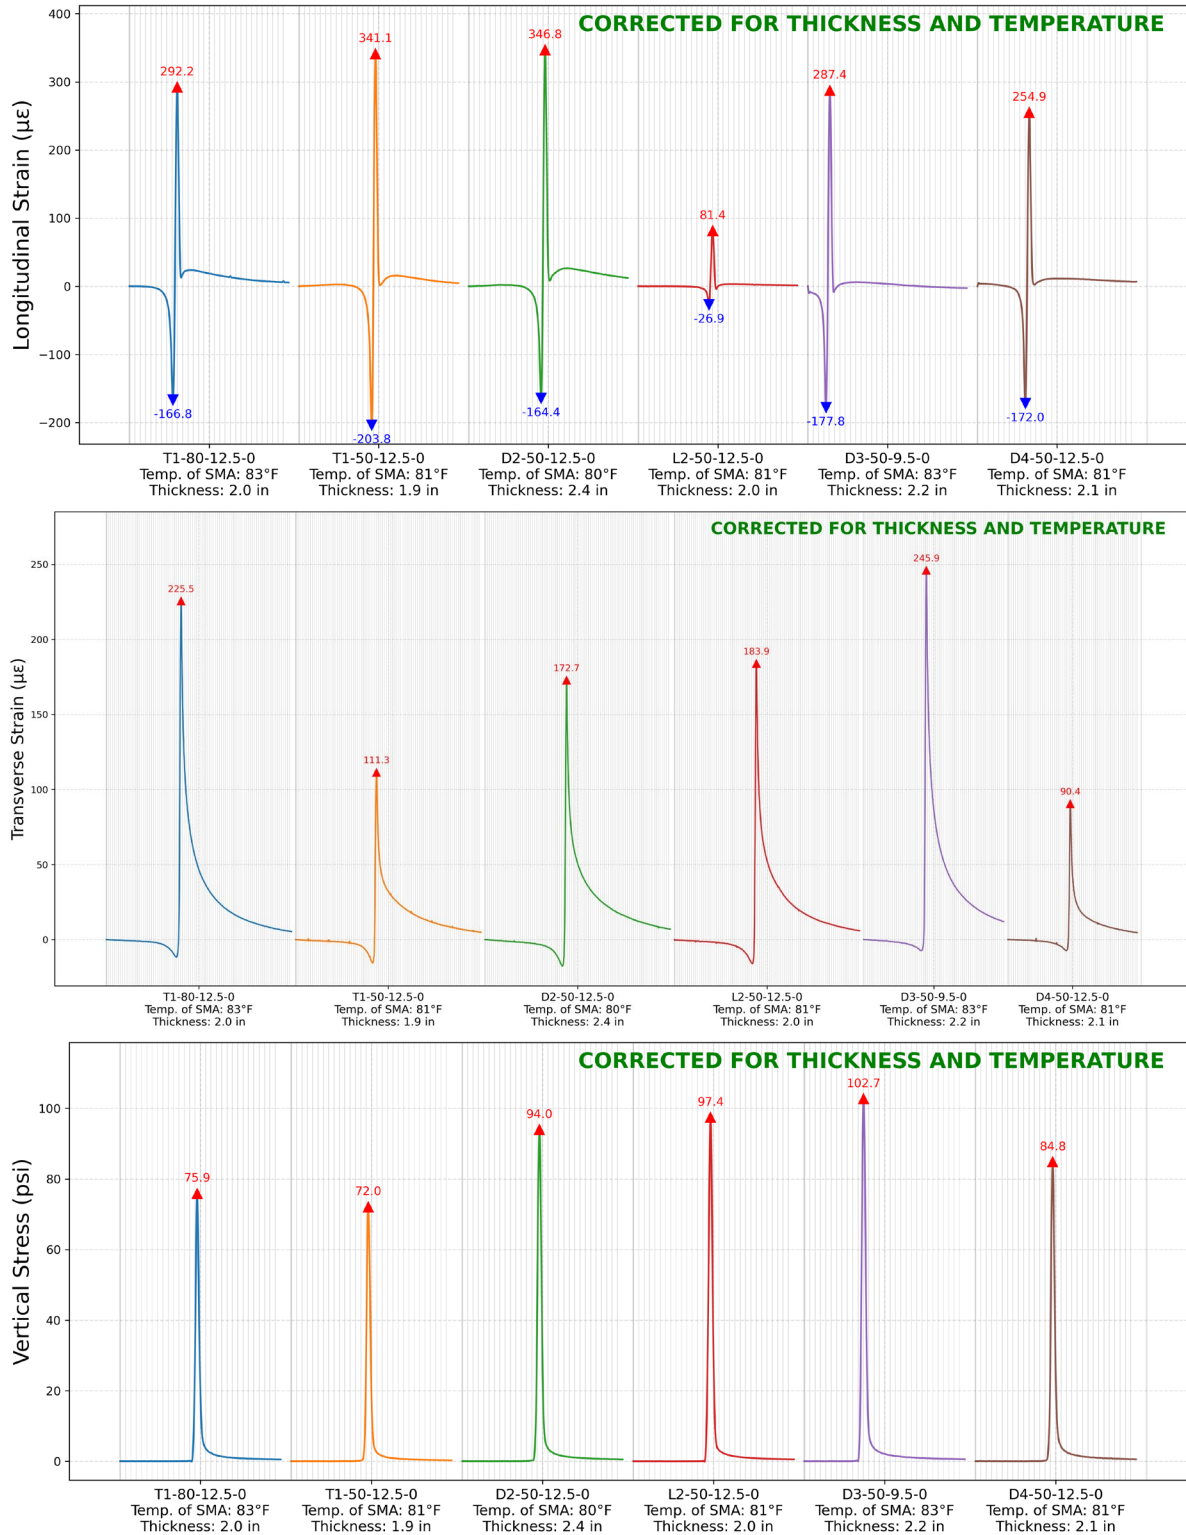 CORRECTED FOR THICKNESS AND TEMPERATURE
Longitudinal Strain (με)
400
300
200
100
0
−100
−200
292.2
341.1
346.8
81.4
287.4
254.9
-166.8
-203.8
-164.4
-26.9
-177.8
-172.0
T1-80-12.5-0
Temp. of SMA: 83°F
Thickness: 2.0 in
T1-50-12.5-0
Temp. of SMA: 81°F
Thickness: 1.9 in
D2-50-12.5-0
Temp. of SMA: 80°F
Thickness: 2.4 in
L2-50-12.5-0
Temp. of SMA: 81°F
Thickness: 2.0 in
D3-50-9.5-0
Temp. of SMA: 83°F
Thickness: 2.2 in
D4-50-12.5-0
Temp. of SMA: 81°F
Thickness: 2.1 in
CORRECTED FOR THICKNESS AND TEMPERATURE
Transverse Strain (με)
250
200
150
100
50
0
225.5
111.3
172.7
183.9
245.9
90.4
T1-80-12.5-0
Temp. of SMA: 83°F
Thickness: 2.0 in
T1-50-12.5-0
Temp. of SMA: 81°F
Thickness: 1.9 in
D2-50-12.5-0
Temp. of SMA: 80°F
Thickness: 2.4 in
L2-50-12.5-0
Temp. of SMA: 81°F
Thickness: 2.0 in
D3-50-9.5-0
Temp. of SMA: 83°F
Thickness: 2.2 in
D4-50-12.5-0
Temp. of SMA: 81°F
Thickness: 2.1 in
CORRECTED FOR THICKNESS AND TEMPERATURE
Vertical Stress (psi)
100
80
60
40
20
0
75.9
72.0
94.0
97.4
102.7
84.8
T1-80-12.5-0
Temp. of SMA: 83°F
Thickness: 2.0 in
T1-50-12.5-0
Temp. of SMA: 81°F
Thickness: 1.9 in
D2-50-12.5-0
Temp. of SMA: 80°F
Thickness: 2.4 in
L2-50-12.5-0
Temp. of SMA: 81°F
Thickness: 2.0 in
D3-50-9.5-0
Temp. of SMA: 83°F
Thickness: 2.2 in
D4-50-12.5-0
Temp. of SMA: 81°F
Thickness: 2.1 in